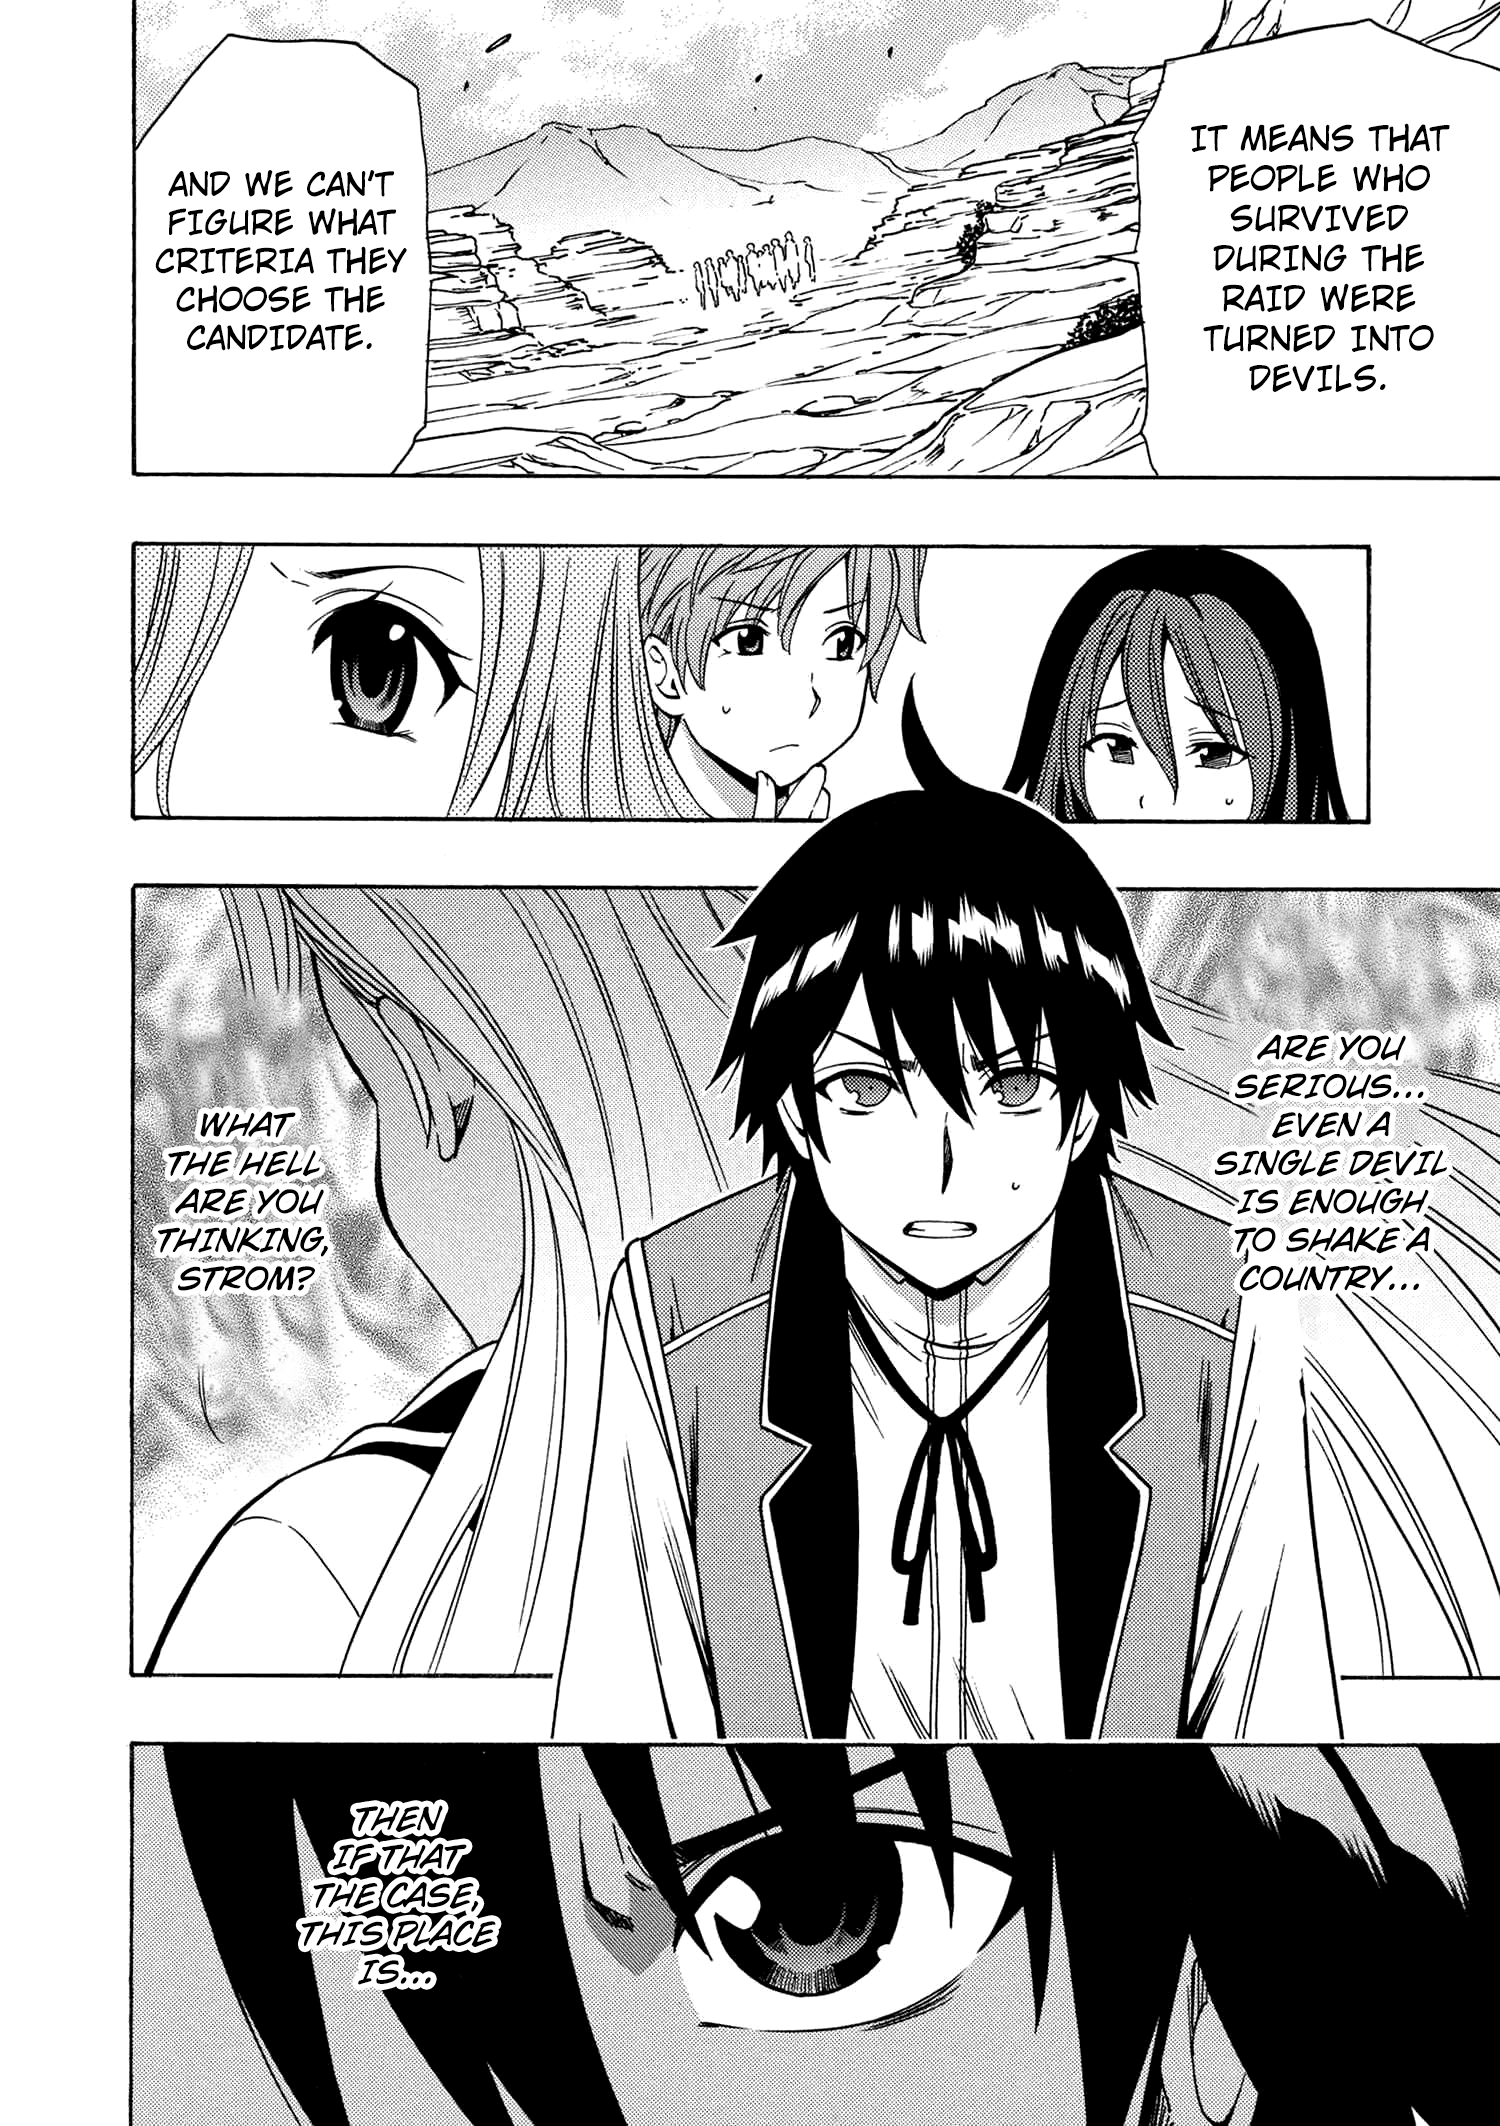 IT MEANS THAT
PEOPLE WHO
SURVIVED
DURING THE
RAID WERE
TURNED INTO
DEVILS.
AND WE CAN'T
FIGURE WHAT
CRITERIA THEY
CHOOSE THE
CANDIDATE.
ARE YOU
SERIOUS...
EVEN A
SINGLE DEVIL
IS ENOUGH
TO SHAKE A
COUNTRY...
WHAT
THE HELL
ARE YOU
THINKING,
STROM?
THEN
IF THAT
THE CASE,
THIS PLACE
IS...